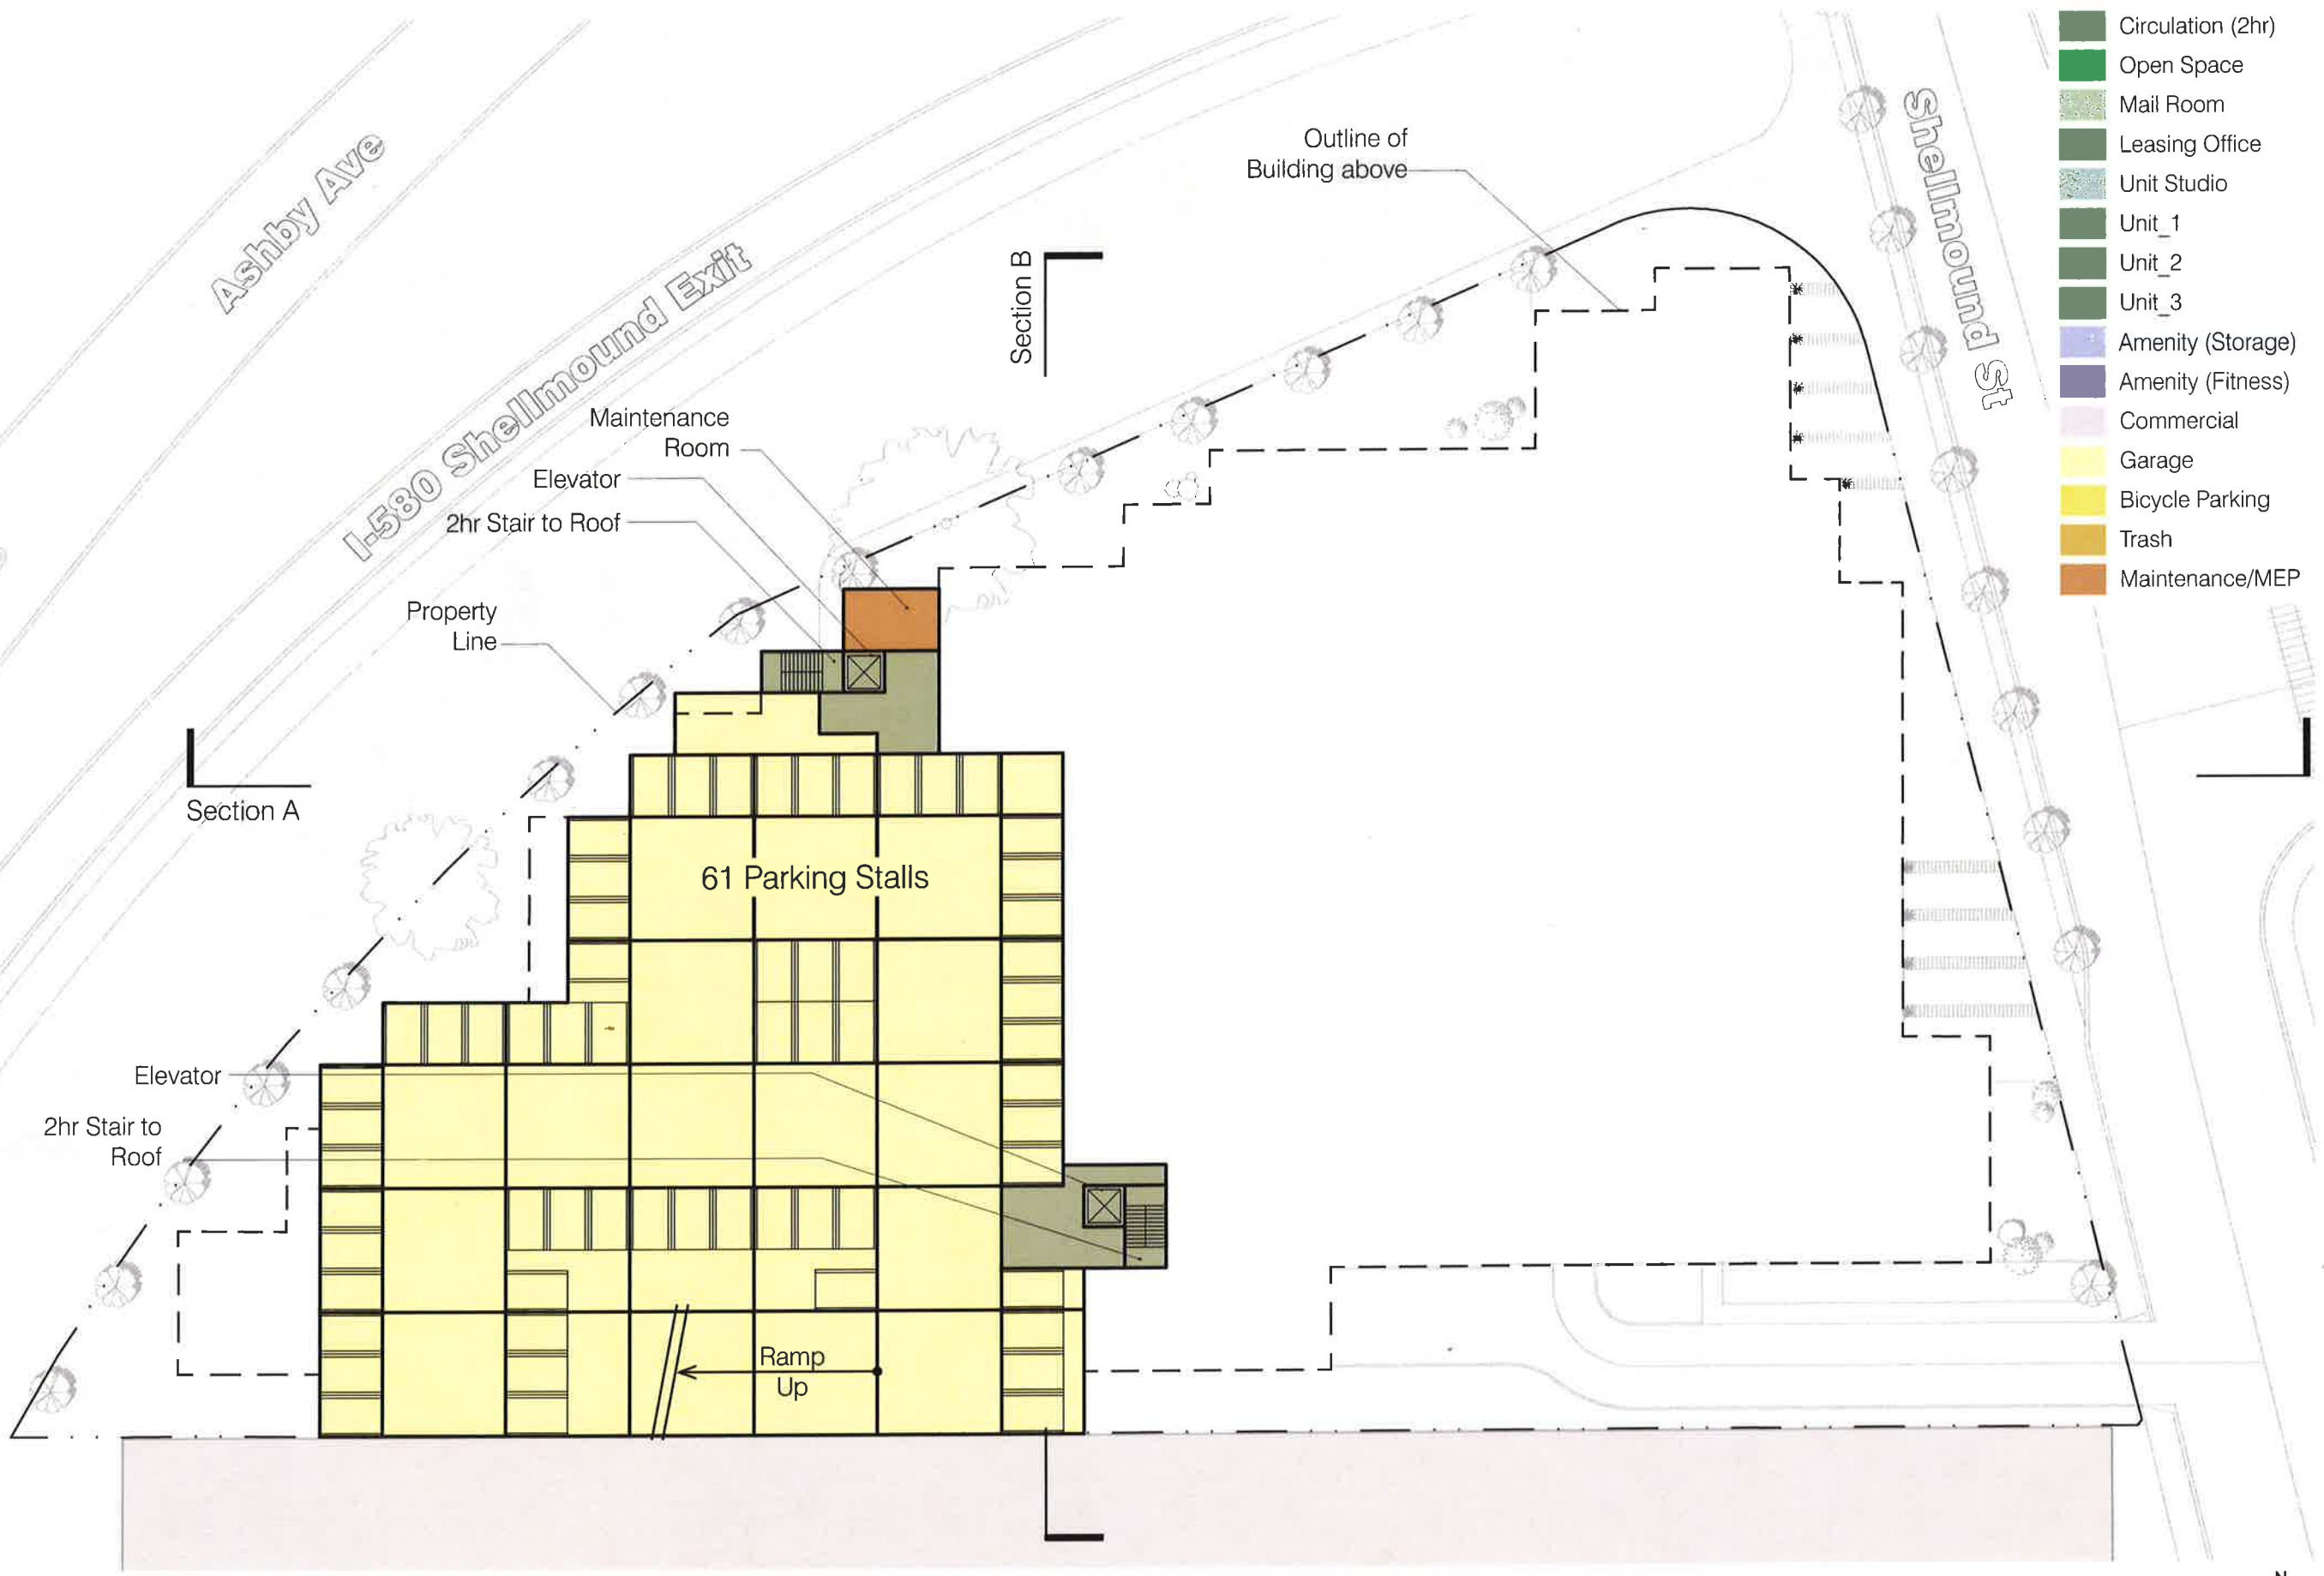 Circulation (2hr)
Open Space
Mail Room
Leasing Office
Unit Studio
Unit_1
Unit_2
Unit_3
Amenity (Storage)
Amenity (Fitness)
Commercial
Garage
Bicycle Parking
Trash
Maintenance/MEP
Ashby Ave
I-580 Shellmound Exit
Shellmound St
Outline of
Building above
Section B
Maintenance
Room
Elevator
2hr Stair to Roof
Property
Line
Section A
61 Parking Stalls
Elevator
2hr Stair to
Roof
Ramp
Up
N